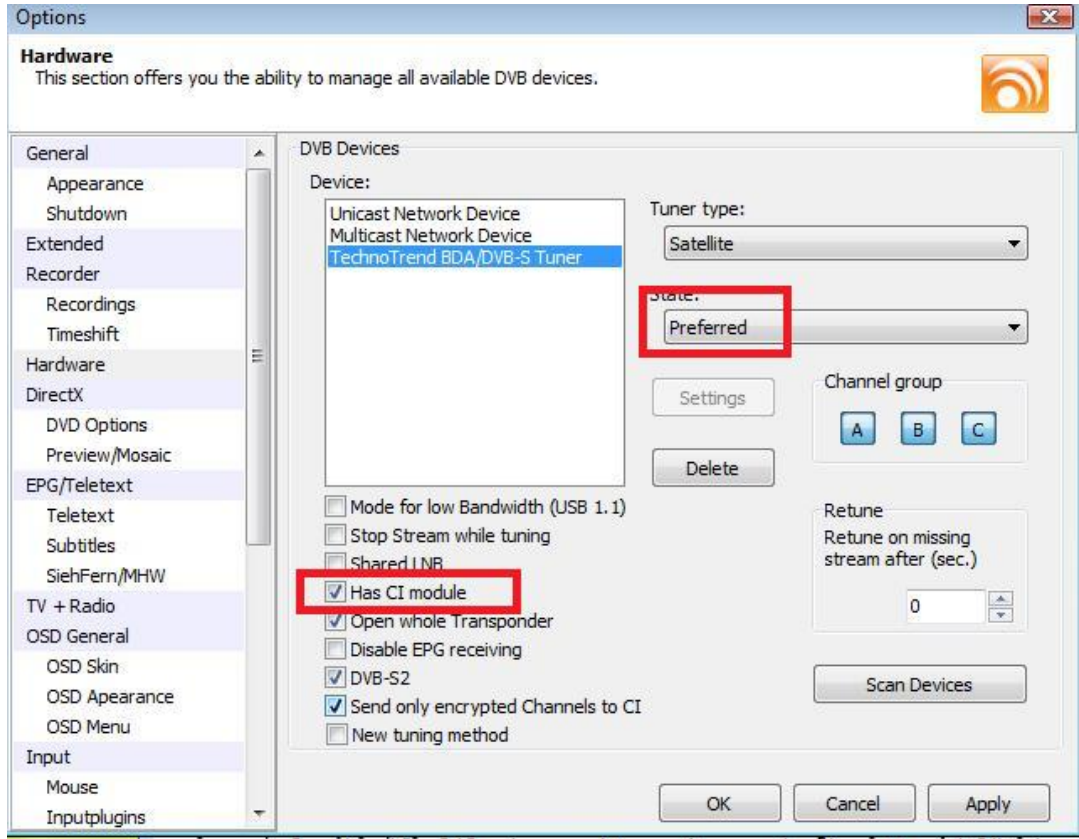 Options
Hardware
This section offers you the ability to manage all available DVB devices.
General
Appearance
Shutdown
Extended
Recorder
Recordings
Timeshift
Hardware
DirectX
DVD Options
Preview/Mosaic
EPG/Teletext
Teletext
Subtitles
SiehFern/MHW
TV + Radio
OSD General
OSD Skin
OSD Apearance
OSD Menu
Input
Mouse
Inputplugins
DVB Devices
Device:
Unicast Network Device
Multicast Network Device
TechnoTrend BDA/DVB-S Tuner
Tuner type:
Satellite
State:
Preferred
Settings
Delete
Channel group
A B C
Mode for low Bandwidth (USB 1.1)
Stop Stream while tuning
Shared LNB
Has CI module
Open whole Transponder
Disable EPG receiving
DVB-S2
Send only encrypted Channels to CI
New tuning method
Retune
Retune on missing
stream after (sec.)
0
Scan Devices
OK Cancel Apply